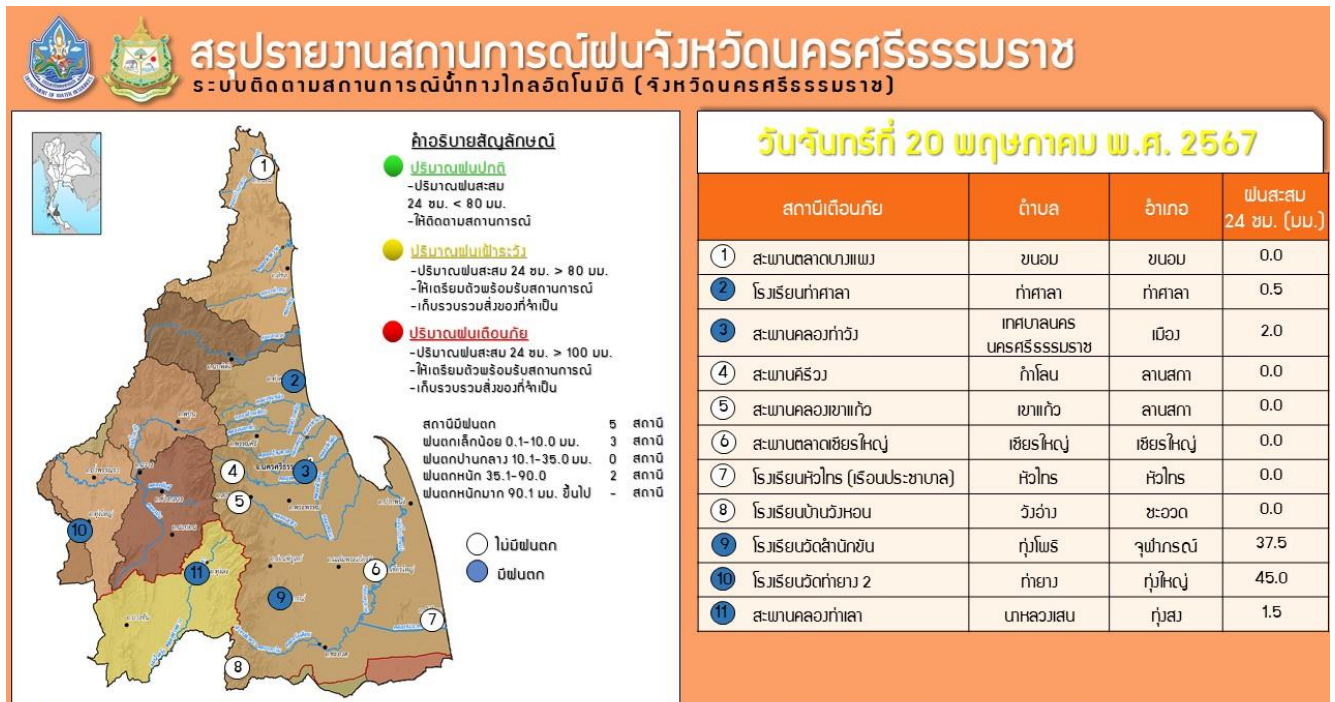 สรุปรายงานสถานการณ์ฝนจังหวัดนครศรีธรรมราช
ระบบติดตามสถานการณ์น้ำทางไกลอัตโนมัติ (จังหวัดนครศรีธรรมราช)
คำอธิบายสัญลักษณ์
ปริมาณฝนปกติ
-ปริมาณฝนสะสม
24 ชม. < 80 มม.
-ให้ติดตามสถานการณ์
ปริมาณฝนเฝ้าระวัง
-ปริมาณฝนสะสม 24 ชม. > 80 มม.
-ให้เตรียมตัวพร้อมรับสถานการณ์
-เก็บรวบรวมสิ่งของที่จำเป็น
ปริมาณฝนเตือนภัย
-ปริมาณฝนสะสม 24 ชม. > 100 มม.
-ให้เตรียมตัวพร้อมรับสถานการณ์
-เก็บรวบรวมสิ่งของที่จำเป็น
สถานีมีฝนตก 5 สถานี
ฝนตกเล็กน้อย 0.1-10.0 มม. 3 สถานี
ฝนตกปานกลาง 10.1-35.0 มม. 0 สถานี
ฝนตกหนัก 35.1-90.0 2 สถานี
ฝนตกหนักมาก 90.1 มม. ขึ้นไป - สถานี
ไม่มีฝนตก
มีฝนตก
1
2
4
3
5
10
11
6
9
7
8
วันจันทร์ที่ 20 พฤษภาคม พ.ศ. 2567
สถานีเตือนภัย ตำบล อำเภอ ฝนสะสม
24 ชม. (มม.)
1 สะพานตลาดบางแพง ขนอม ขนอม 0.0
2 โรงเรียนท่าศาลา ท่าศาลา ท่าศาลา 0.5
3 สะพานคลองท่าวัง เทศบาลนคร
นครศรีธรรมราช เมือง 2.0
4 สะพานคีรีวง กำโลน ลานสกา 0.0
5 สะพานคลองเขาแก้ว เขาแก้ว ลานสกา 0.0
6 สะพานตลาดเชียรใหญ่ เชียรใหญ่ เชียรใหญ่ 0.0
7 โรงเรียนหัวไทร (เรือนประชาบาล) หัวไทร หัวไทร 0.0
8 โรงเรียนบ้านวังหอน วังอ่าง ชะอวด 0.0
9 โรงเรียนวัดสำนักขัน ทุ่งโพธิ จุฬาภรณ์ 37.5
10 โรงเรียนวัดท่ายาง 2 ท่ายาง ทุ่งใหญ่ 45.0
11 สะพานคลองท่าเลา นาหลวงเสน ทุ่งสง 1.5